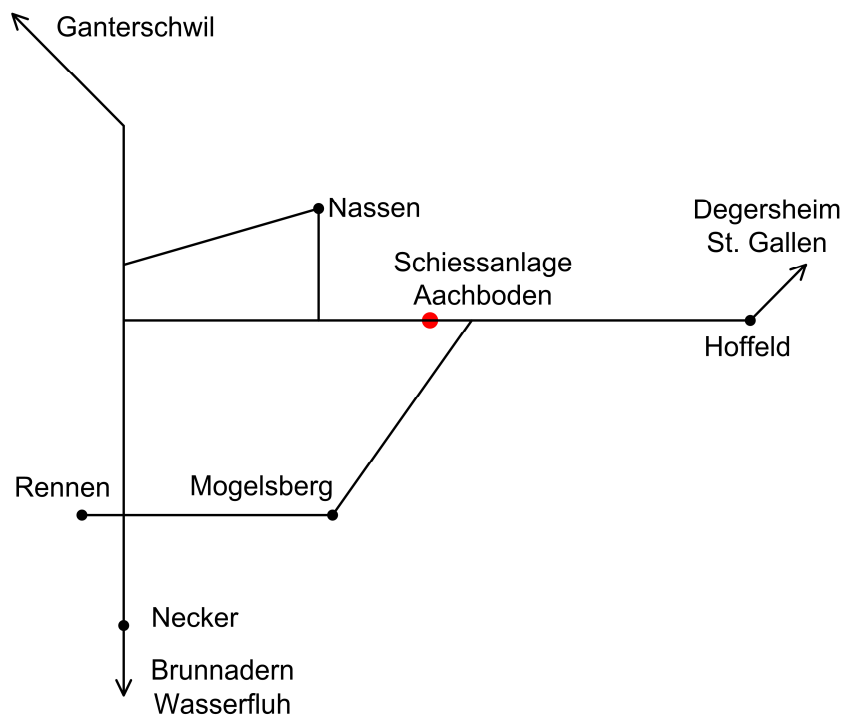 Ganterschwil
Nassen
Degersheim
St. Gallen
Schiessanlage
Aachboden
Hoffeld
Rennen
Mogelsberg
Necker
Brunnadern
Wasserfluh